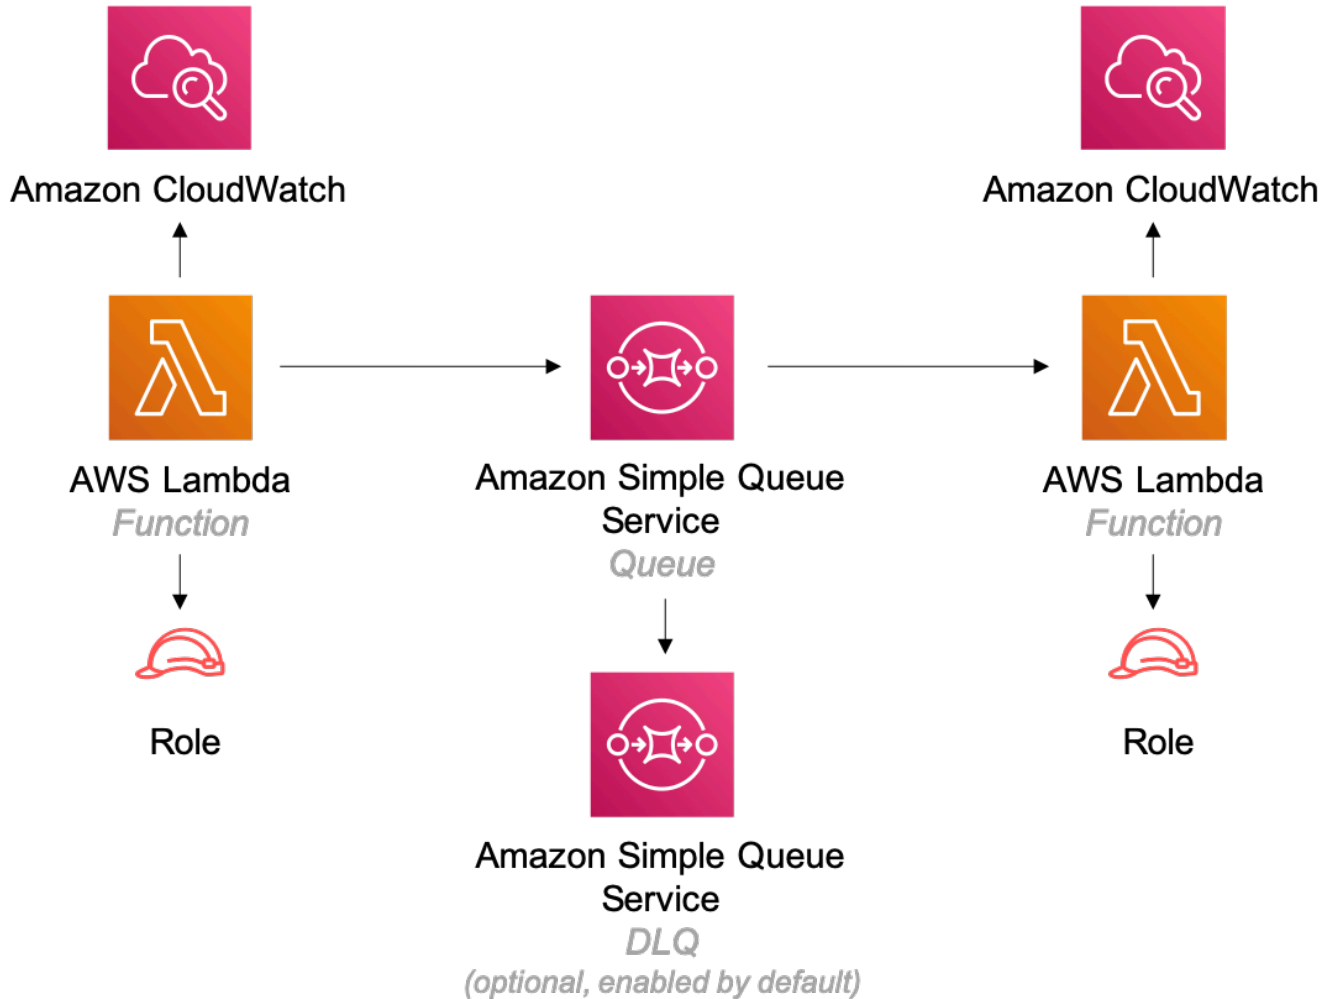 Amazon CloudWatch
Amazon CloudWatch
AWS Lambda
Function
Amazon Simple Queue
Service
Queue
AWS Lambda
Function
Role
Role
Amazon Simple Queue
Service
DLQ
(optional, enabled by default)